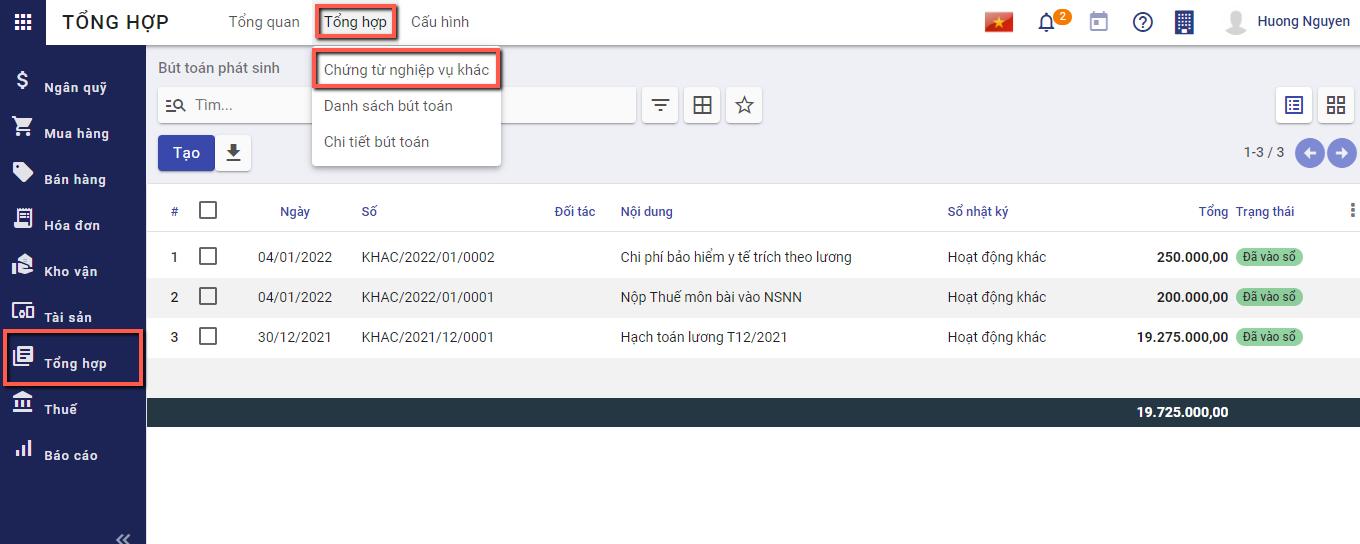 TỔNG HỢP Tổng quan Tổng hợp Cấu hình 2 Huong Nguyen
Ngân quỹ
Mua hàng
Bán hàng
Hóa đơn
Kho vận
Tài sản
Tổng hợp
Thuế
Báo cáo
Bút toán phát sinh
Chứng từ nghiệp vụ khác
Danh sách bút toán
Chi tiết bút toán
Tìm...
Tạo
1-3 / 3
# Ngày Số Đối tác Nội dung Sổ nhật ký Tổng Trạng thái
1 04/01/2022 KHAC/2022/01/0002 Chi phí bảo hiểm y tế trích theo lương Hoạt động khác 250.000,00 Đã vào sổ
2 04/01/2022 KHAC/2022/01/0001 Nộp Thuế môn bài vào NSNN Hoạt động khác 200.000,00 Đã vào sổ
3 30/12/2021 KHAC/2021/12/0001 Hạch toán lương T12/2021 Hoạt động khác 19.275.000,00 Đã vào sổ
19.725.000,00